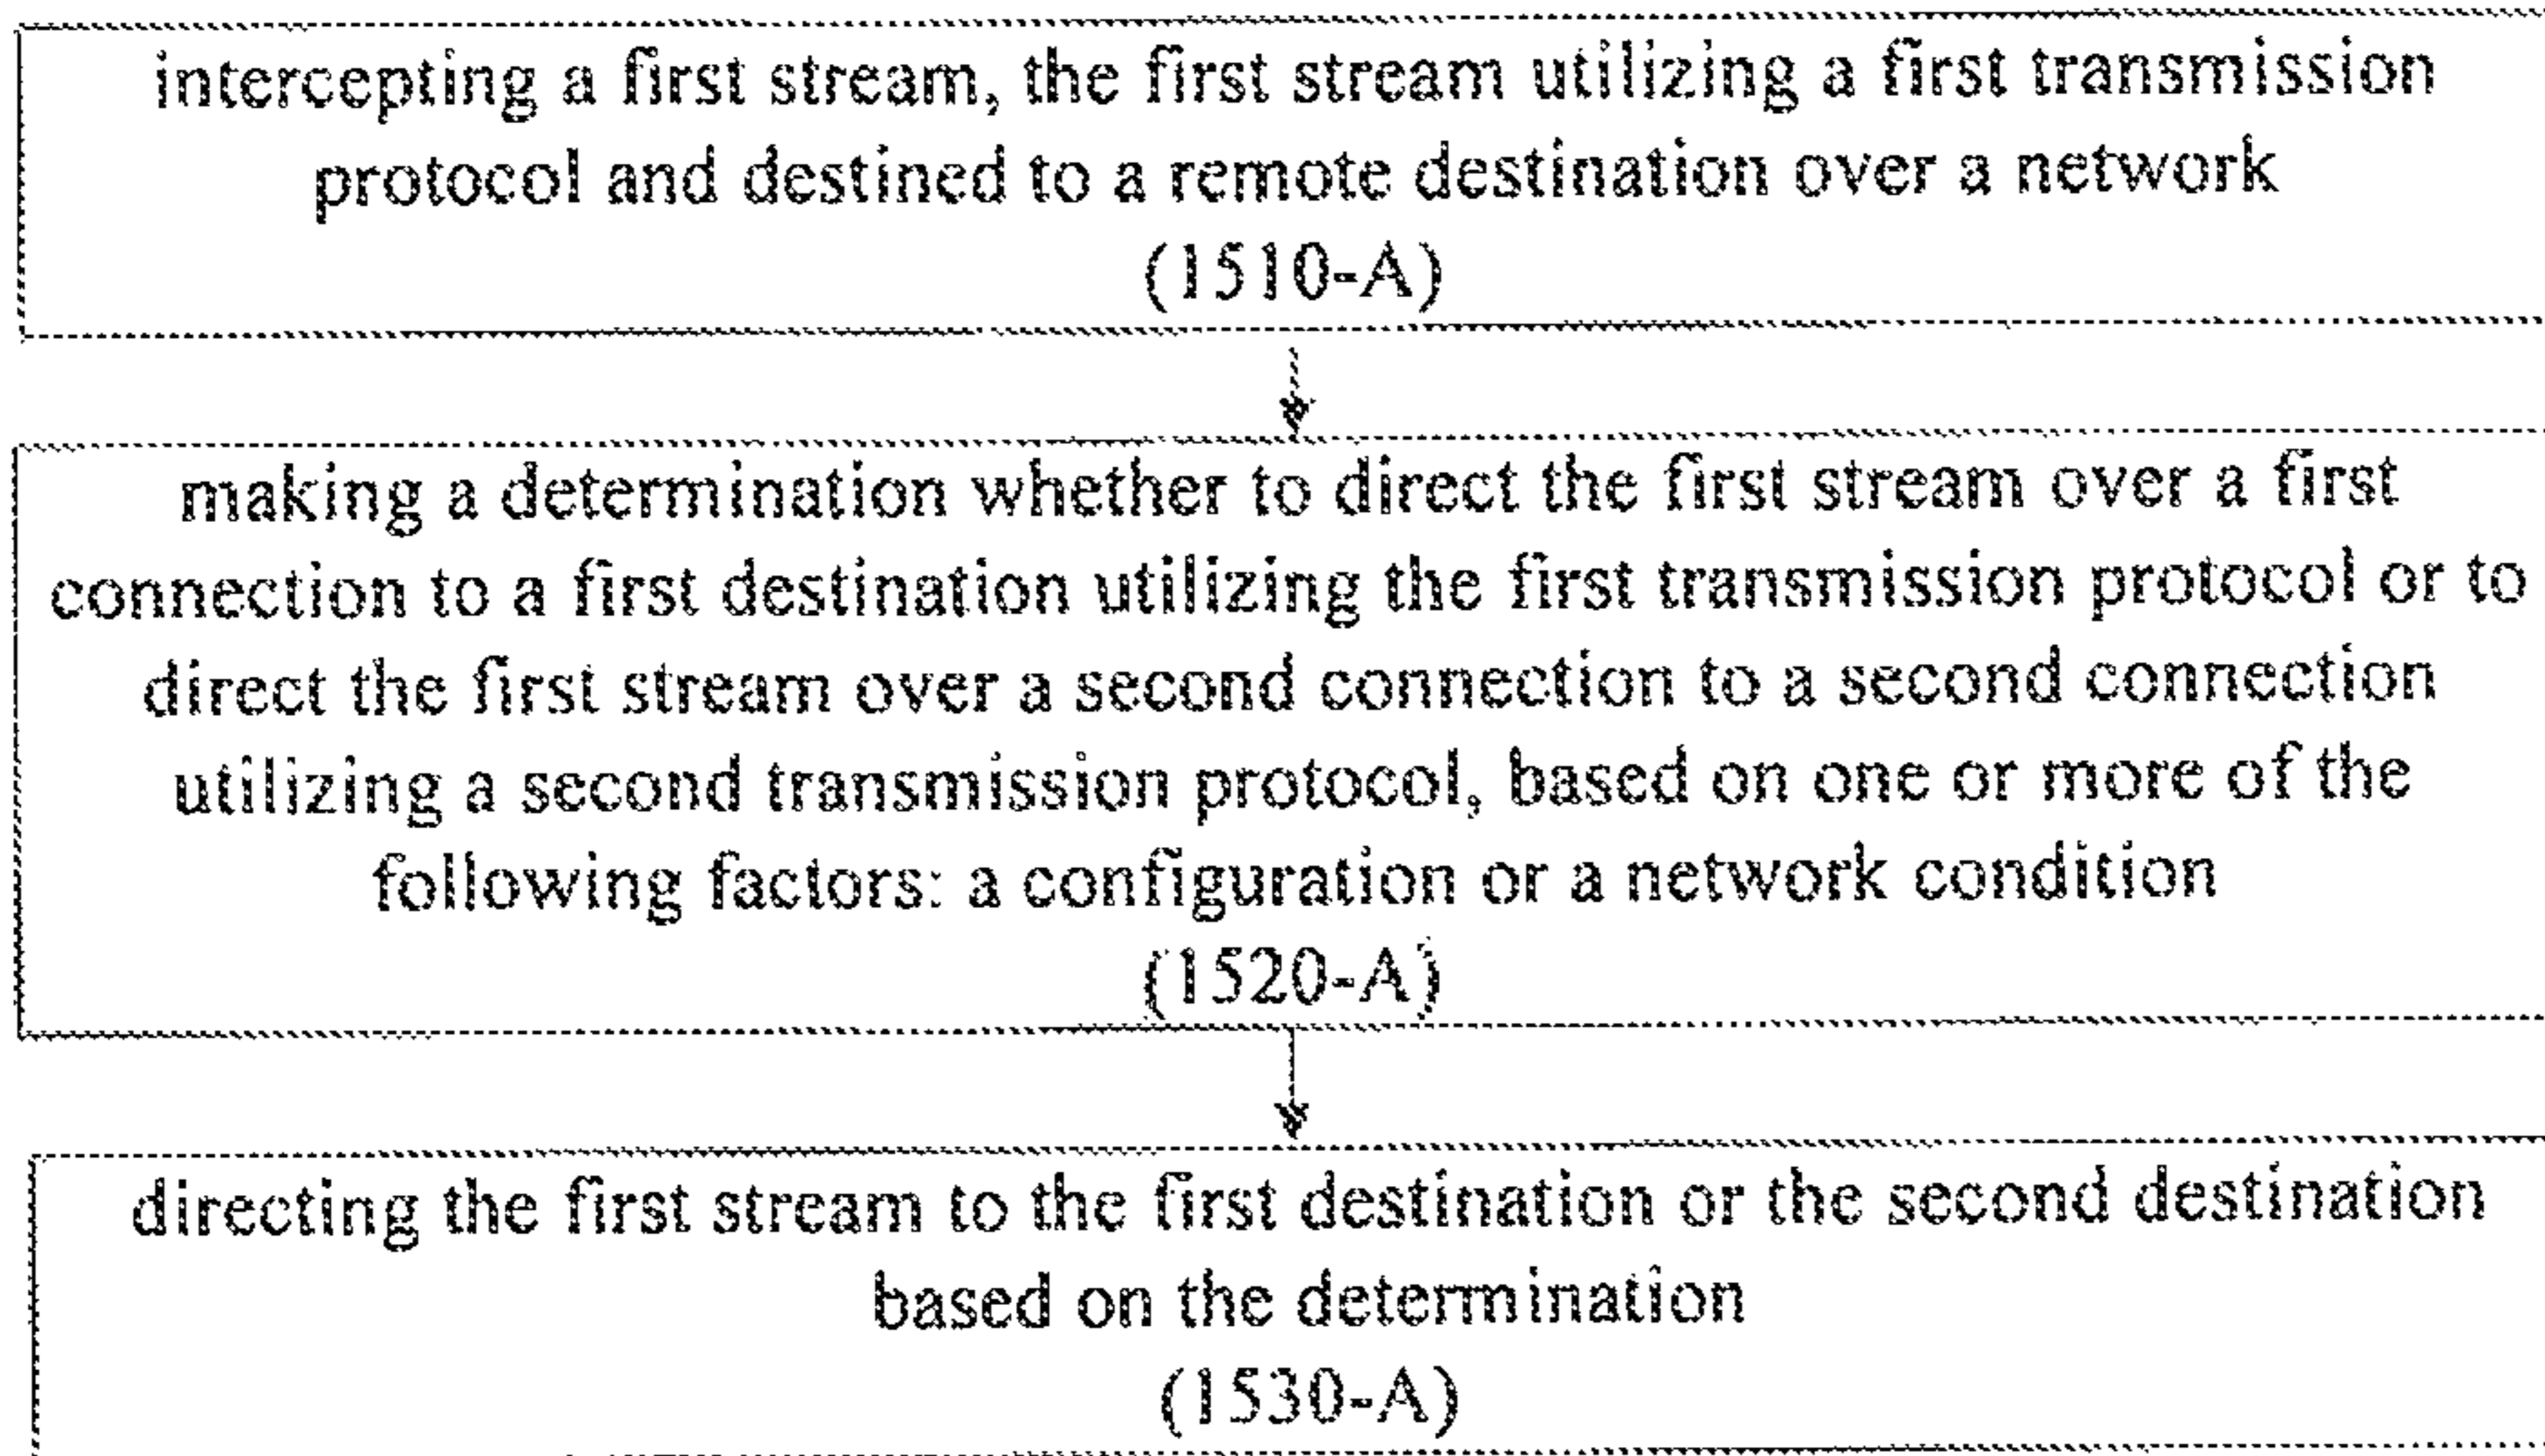 intercepting a first stream, the first stream utilizing a first transmission
protocol and destined to a remote destination over a network
(1510-A)
making a determination whether to direct the first stream over a first
connection to a first destination utilizing the first transmission protocol or to
direct the first stream over a second connection to a second connection
utilizing a second transmission protocol, based on one or more of the
following factors: a configuration or a network condition
(1520-A)
directing the first stream to the first destination or the second destination
based on the determination
(1530-A)